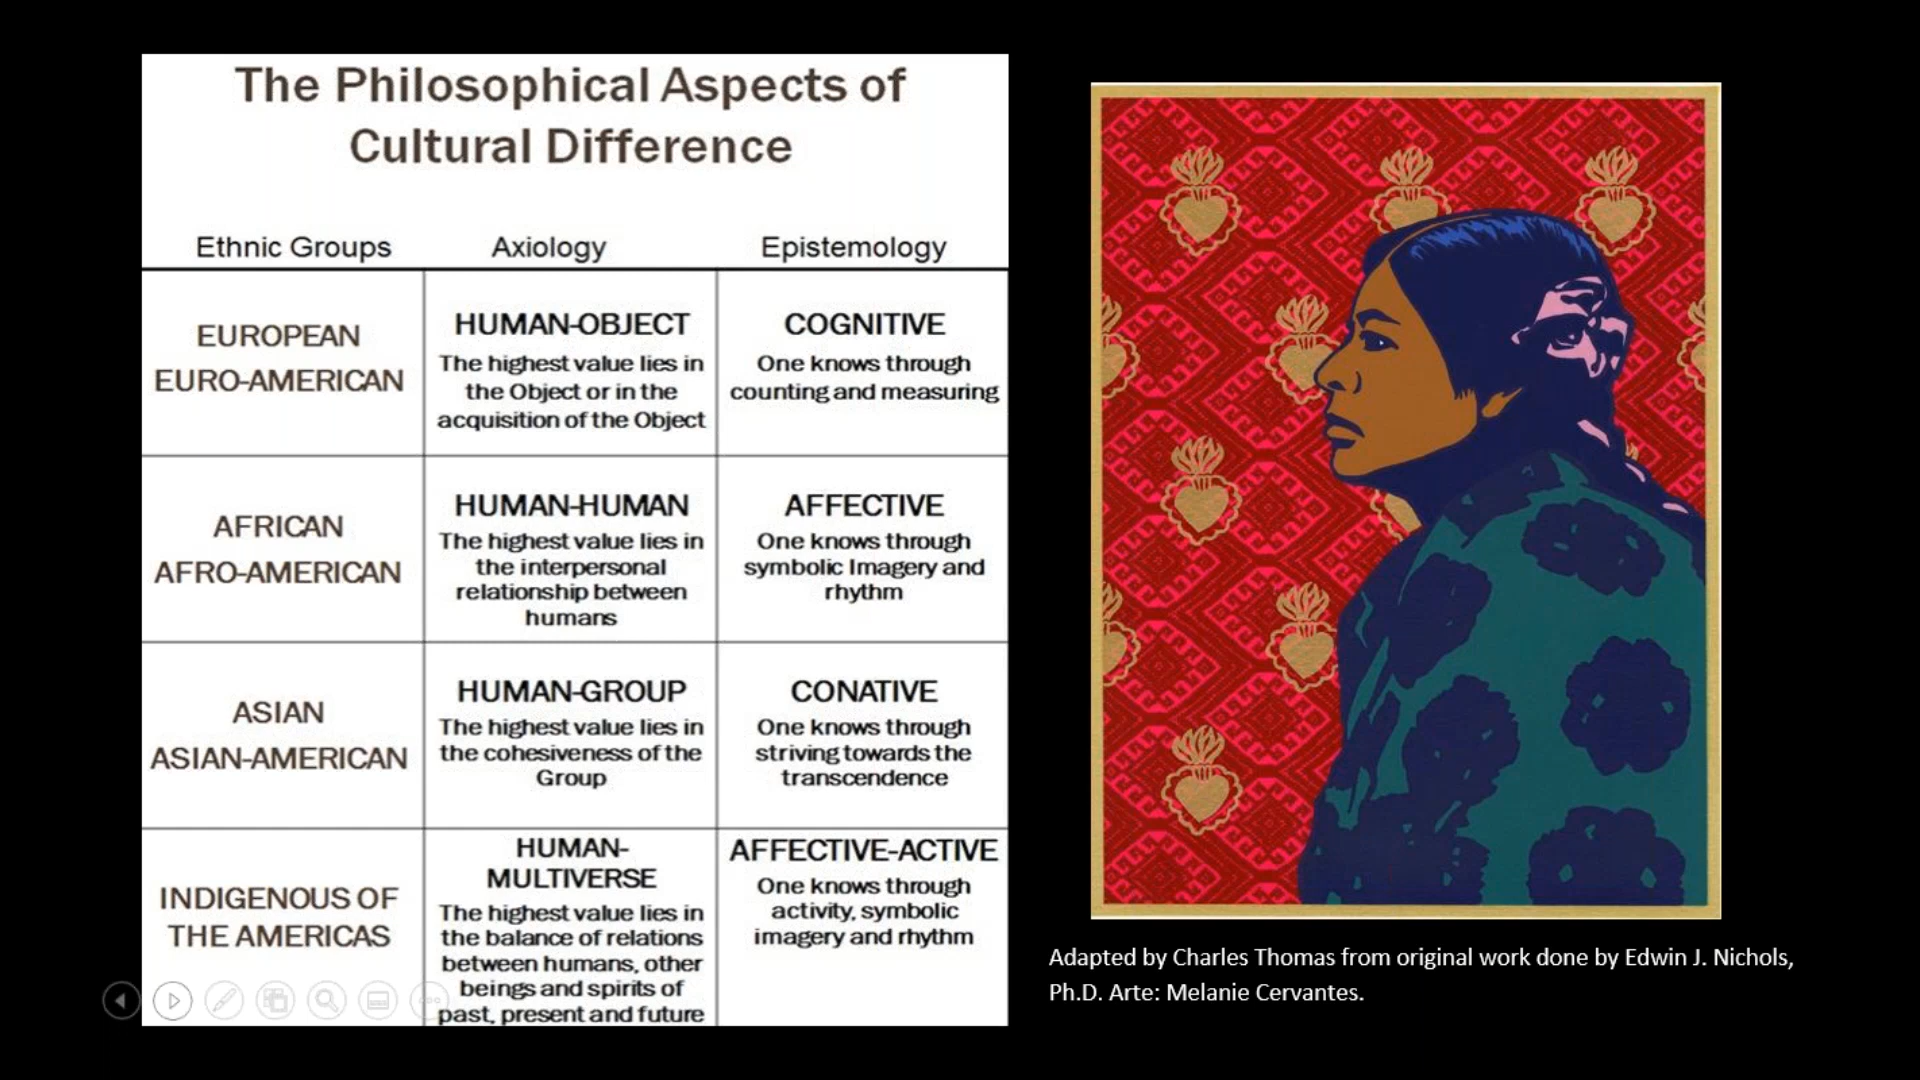 The Philosophical Aspects of
Cultural Difference
Ethnic Groups
Axiology
Epistemology
EUROPEAN
EURO-AMERICAN
HUMAN-OBJECT
The highest value lies in
the Object or in the
acquisition of the Object
COGNITIVE
One knows through
counting and measuring
AFRICAN
AFRO-AMERICAN
HUMAN-HUMAN
The highest value lies in
the interpersonal
relationship between
humans
AFFECTIVE
One knows through
symbolic Imagery and
rhythm
ASIAN
ASIAN-AMERICAN
HUMAN-GROUP
The highest value lies in
the cohesiveness of the
Group
CONATIVE
One knows through
striving towards the
transcendence
INDIGENOUS OF
THE AMERICAS
HUMAN-
MULTIVERSE
The highest value lies in
the balance of relations
between humans, other
beings and spirits of
past, present and future
AFFECTIVE-ACTIVE
One knows through
activity, symbolic
imagery and rhythm
Adapted by Charles Thomas from original work done by Edwin J. Nichols,
Ph.D. Arte: Melanie Cervantes.